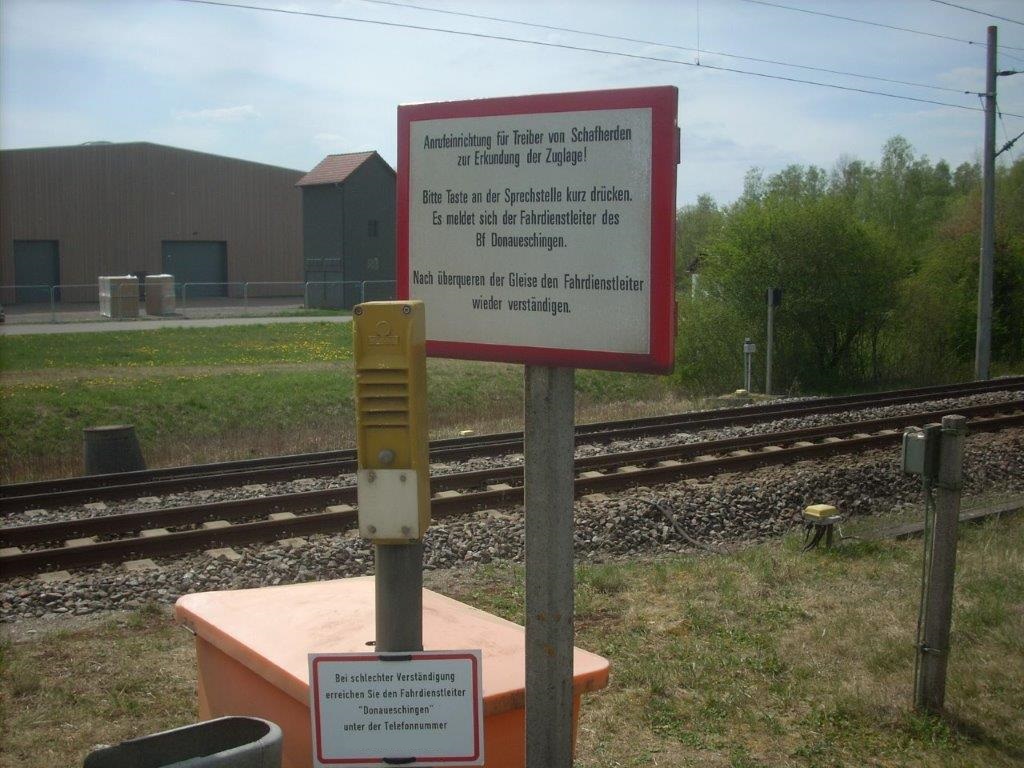 Anrufeinrichtung für Treiber von Schafherden
zur Erkundung der Zuglage!
Bitte Taste an der Sprechstelle kurz drücken.
Es meldet sich der Fahrdienstleiter des
Bf Donaueschingen.
Nach überqueren der Gleise den Fahrdienstleiter
wieder verständigen.
Bei schlechter Verständigung
erreichen Sie den Fahrdienstleiter
"Donaueschingen"
unter der Telefonnummer